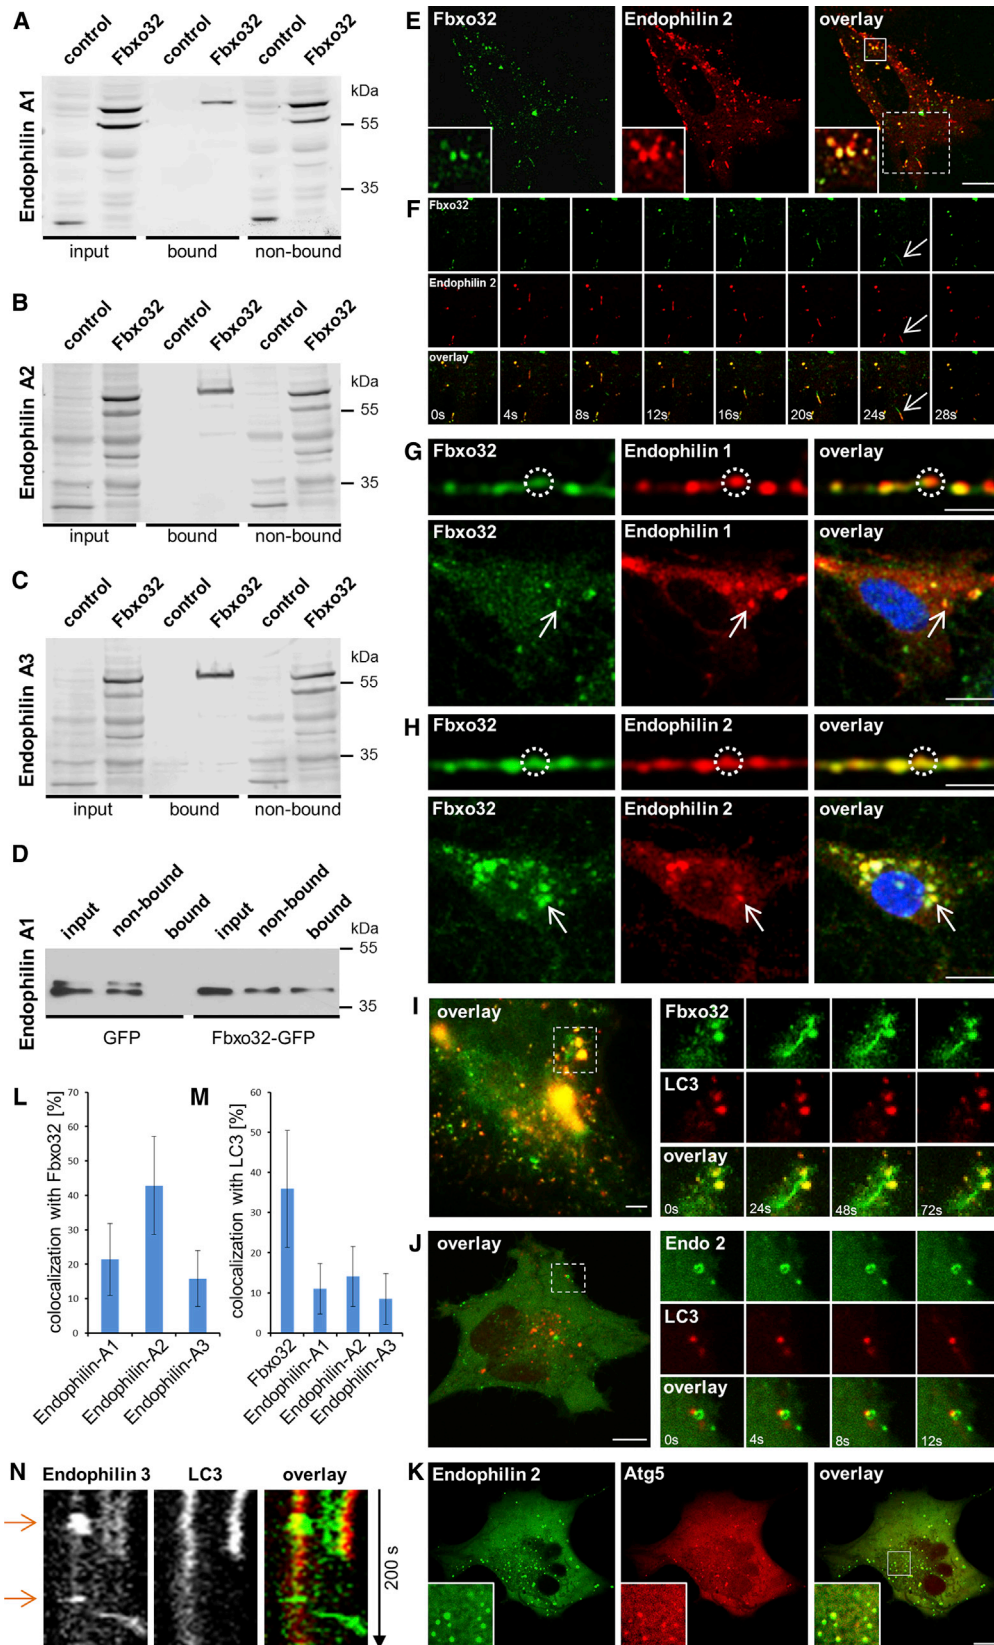 A
control
Fbxo32
control
Fbxo32
control
Fbxo32
Endophilin A1
kDa
55
35
input
bound
non-bound
B
control
Fbxo32
control
Fbxo32
control
Fbxo32
Endophilin A2
kDa
55
35
input
bound
non-bound
C
control
Fbxo32
control
Fbxo32
control
Fbxo32
Endophilin A3
kDa
55
35
input
bound
non-bound
D
input
non-bound
bound
input
non-bound
bound
Endophilin A1
kDa
55
35
GFP
Fbxo32-GFP
E
Fbxo32
Endophilin 2
overlay
F
Fbxo32
Endophilin 2
overlay
0s
4s
8s
12s
16s
20s
24s
28s
G
Fbxo32
Endophilin 1
overlay
Fbxo32
Endophilin 1
overlay
H
Fbxo32
Endophilin 2
overlay
Fbxo32
Endophilin 2
overlay
I
overlay
Fbxo32
LC3
overlay
0s
24s
48s
72s
J
overlay
Endo 2
LC3
overlay
0s
4s
8s
12s
K
Endophilin 2
Atg5
overlay
L
colocalization with Fbxo32 [%]
70
60
50
40
30
20
10
0
Endophilin-A1
Endophilin-A2
Endophilin-A3
M
colocalization with LC3 [%]
60
50
40
30
20
10
0
Fbxo32
Endophilin-A1
Endophilin-A2
Endophilin-A3
N
Endophilin 3
LC3
overlay
200 s